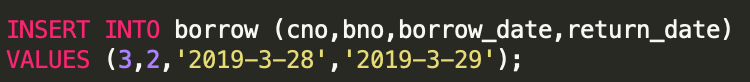 INSERT INTO borrow (cno,bno,borrow_date,return_date)
VALUES (3,2,'2019-3-28','2019-3-29');